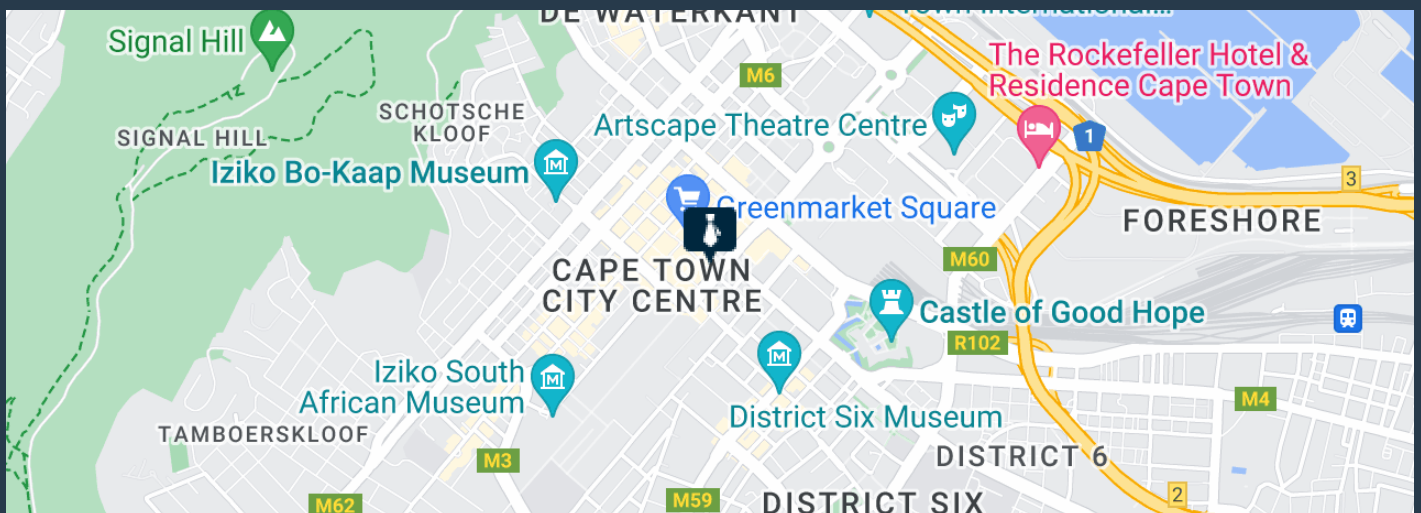 DE WATERKANT
Town International...
Signal Hill
The Rockefeller Hotel &
Residence Cape Town
M6
SCHOTSCHE
KLOOF
Artscape Theatre Centre
1
SIGNAL HILL
Iziko Bo-Kaap Museum
3
Greenmarket Square
FORESHORE
M60
CAPE TOWN
CITY CENTRE
Castle of Good Hope
R102
Iziko South
African Museum
M4
District Six Museum
TAMBOERSKLOOF
DISTRICT 6
M3
M62
M59
DISTRICT SIX
2